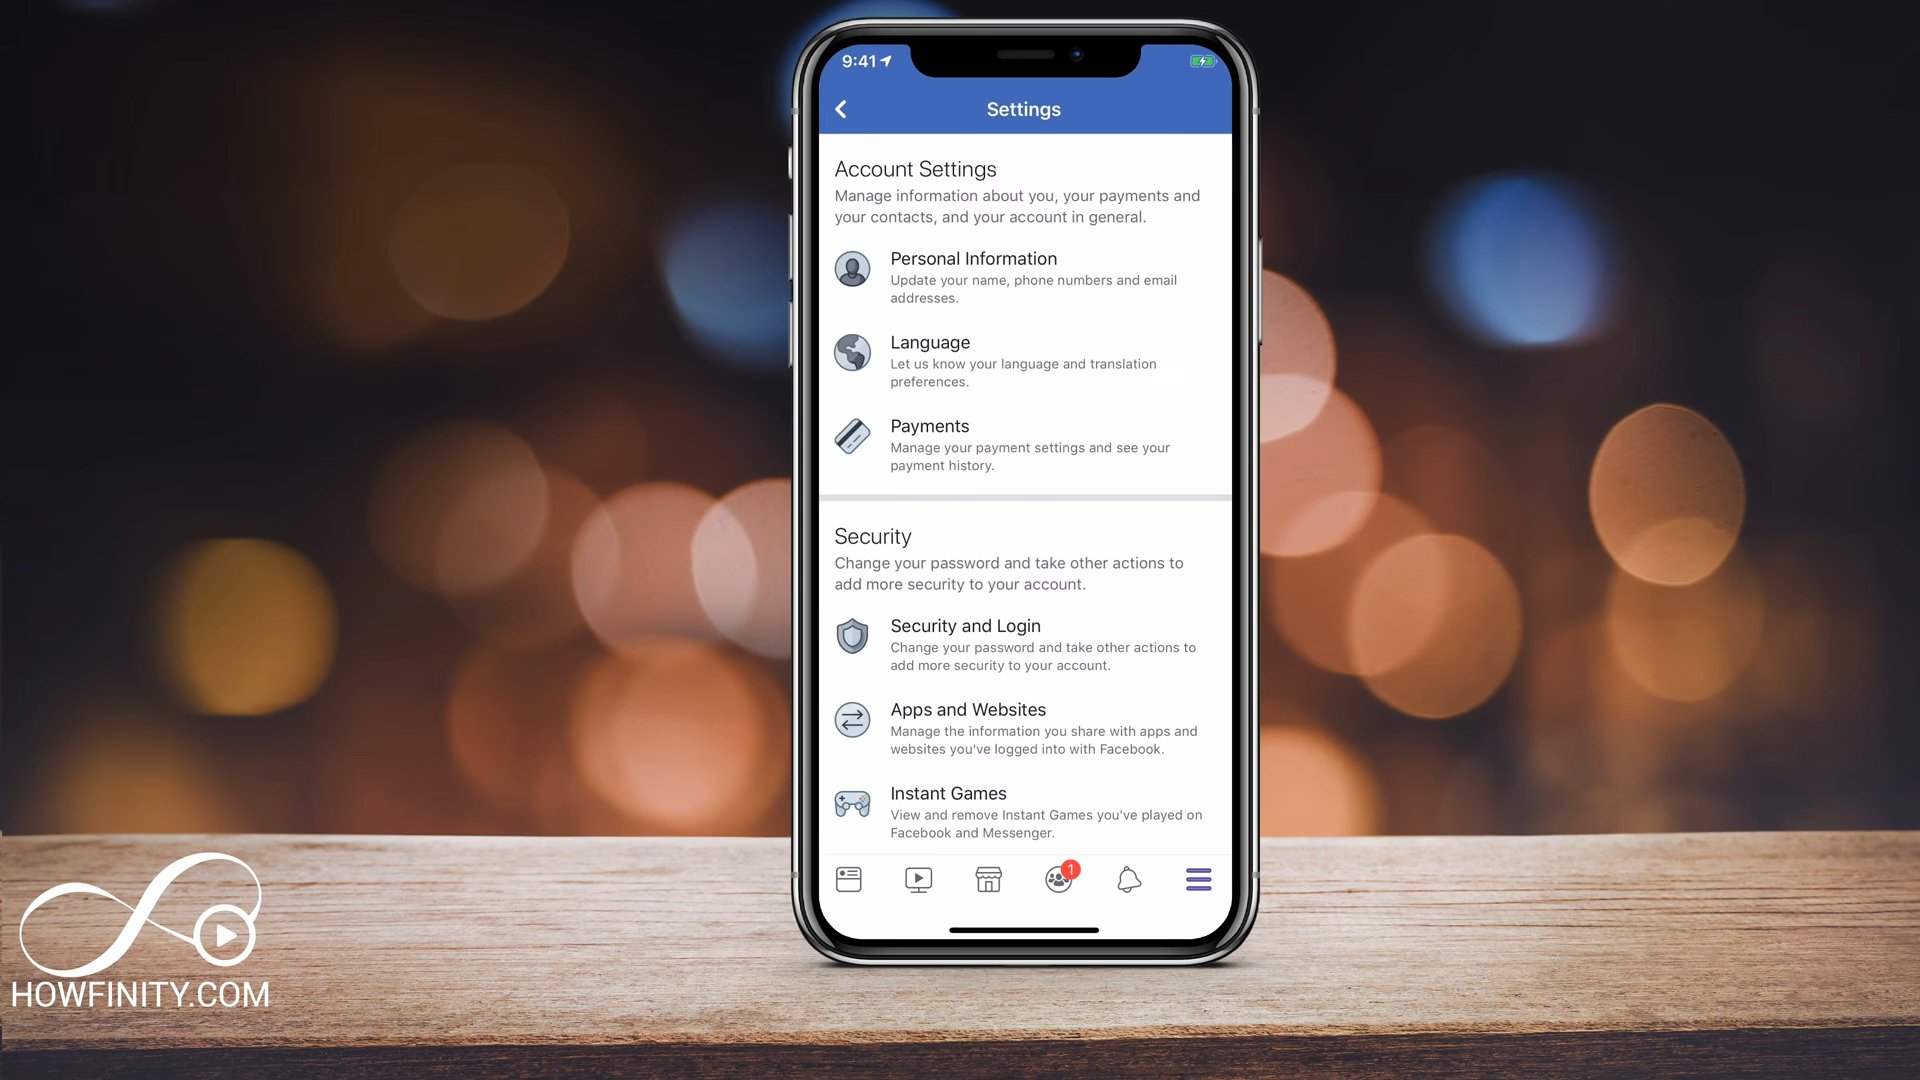 9:41
Settings
Account Settings
Manage information about you, your payments and
your contacts, and your account in general.
Personal Information
Update your name, phone numbers and email
addresses.
Language
Let us know your language and translation
preferences.
Payments
Manage your payment settings and see your
payment history.
Security
Change your password and take other actions to
add more security to your account.
Security and Login
Change your password and take other actions to
add more security to your account.
Apps and Websites
Manage the information you share with apps and
websites you've logged into with Facebook.
Instant Games
View and remove Instant Games you've played on
Facebook and Messenger.
1
HOWFINITY.COM